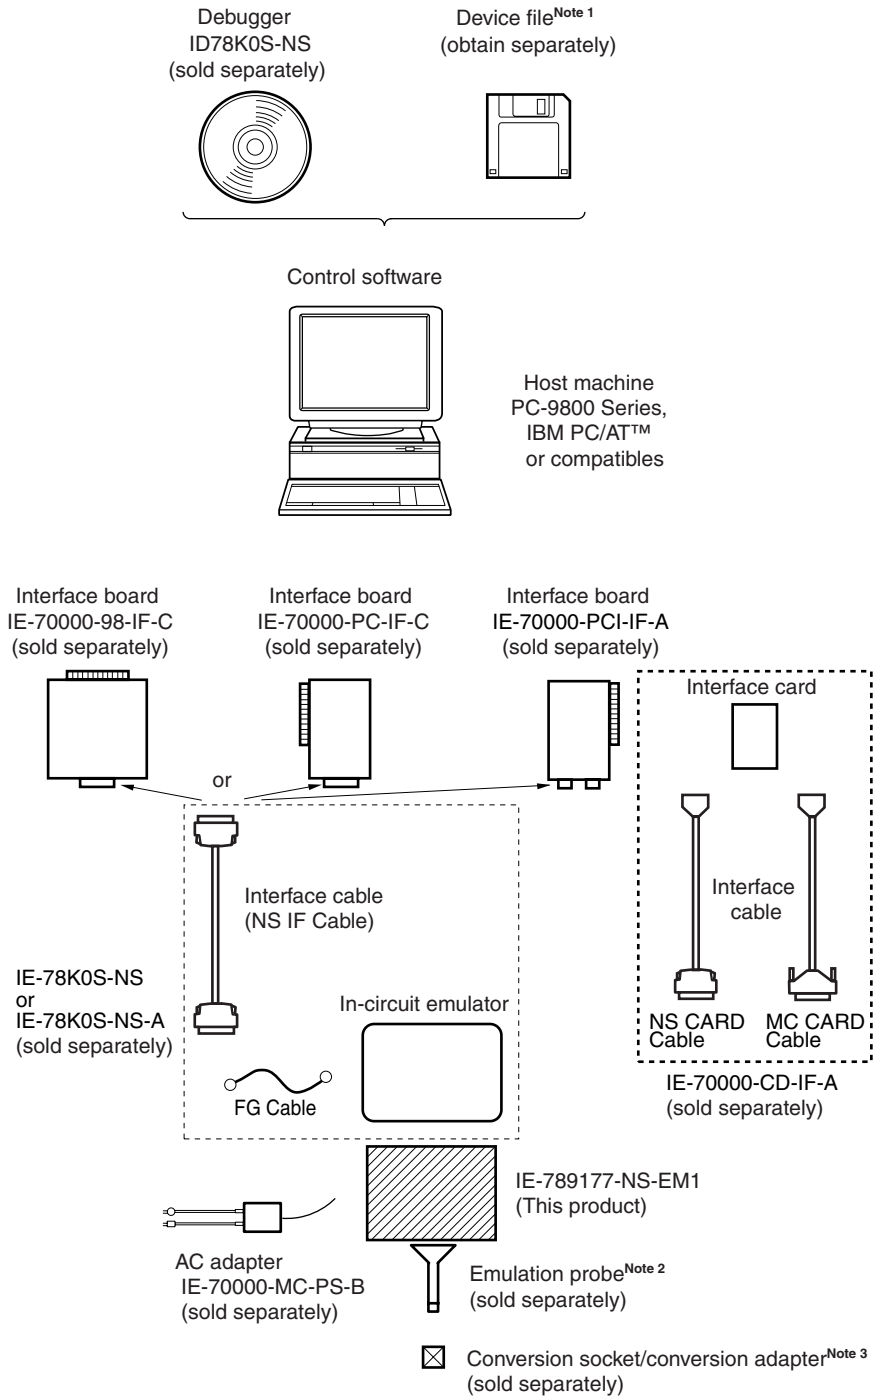 Debugger
ID78K0S-NS
(sold separately)
Device fileNote 1
(obtain separately)
Control software
Host machine
PC-9800 Series,
IBM PC/AT™
or compatibles
Interface board
IE-70000-98-IF-C
(sold separately)
Interface board
IE-70000-PC-IF-C
(sold separately)
Interface board
IE-70000-PCI-IF-A
(sold separately)
Interface card
or
Interface cable
(NS IF Cable)
Interface
cable
IE-78K0S-NS
or
IE-78K0S-NS-A
(sold separately)
In-circuit emulator
NS CARD
Cable
MC CARD
Cable
FG Cable
IE-70000-CD-IF-A
(sold separately)
IE-789177-NS-EM1
(This product)
AC adapter
IE-70000-MC-PS-B
(sold separately)
Emulation probeNote 2
(sold separately)
Conversion socket/conversion adapterNote 3
(sold separately)